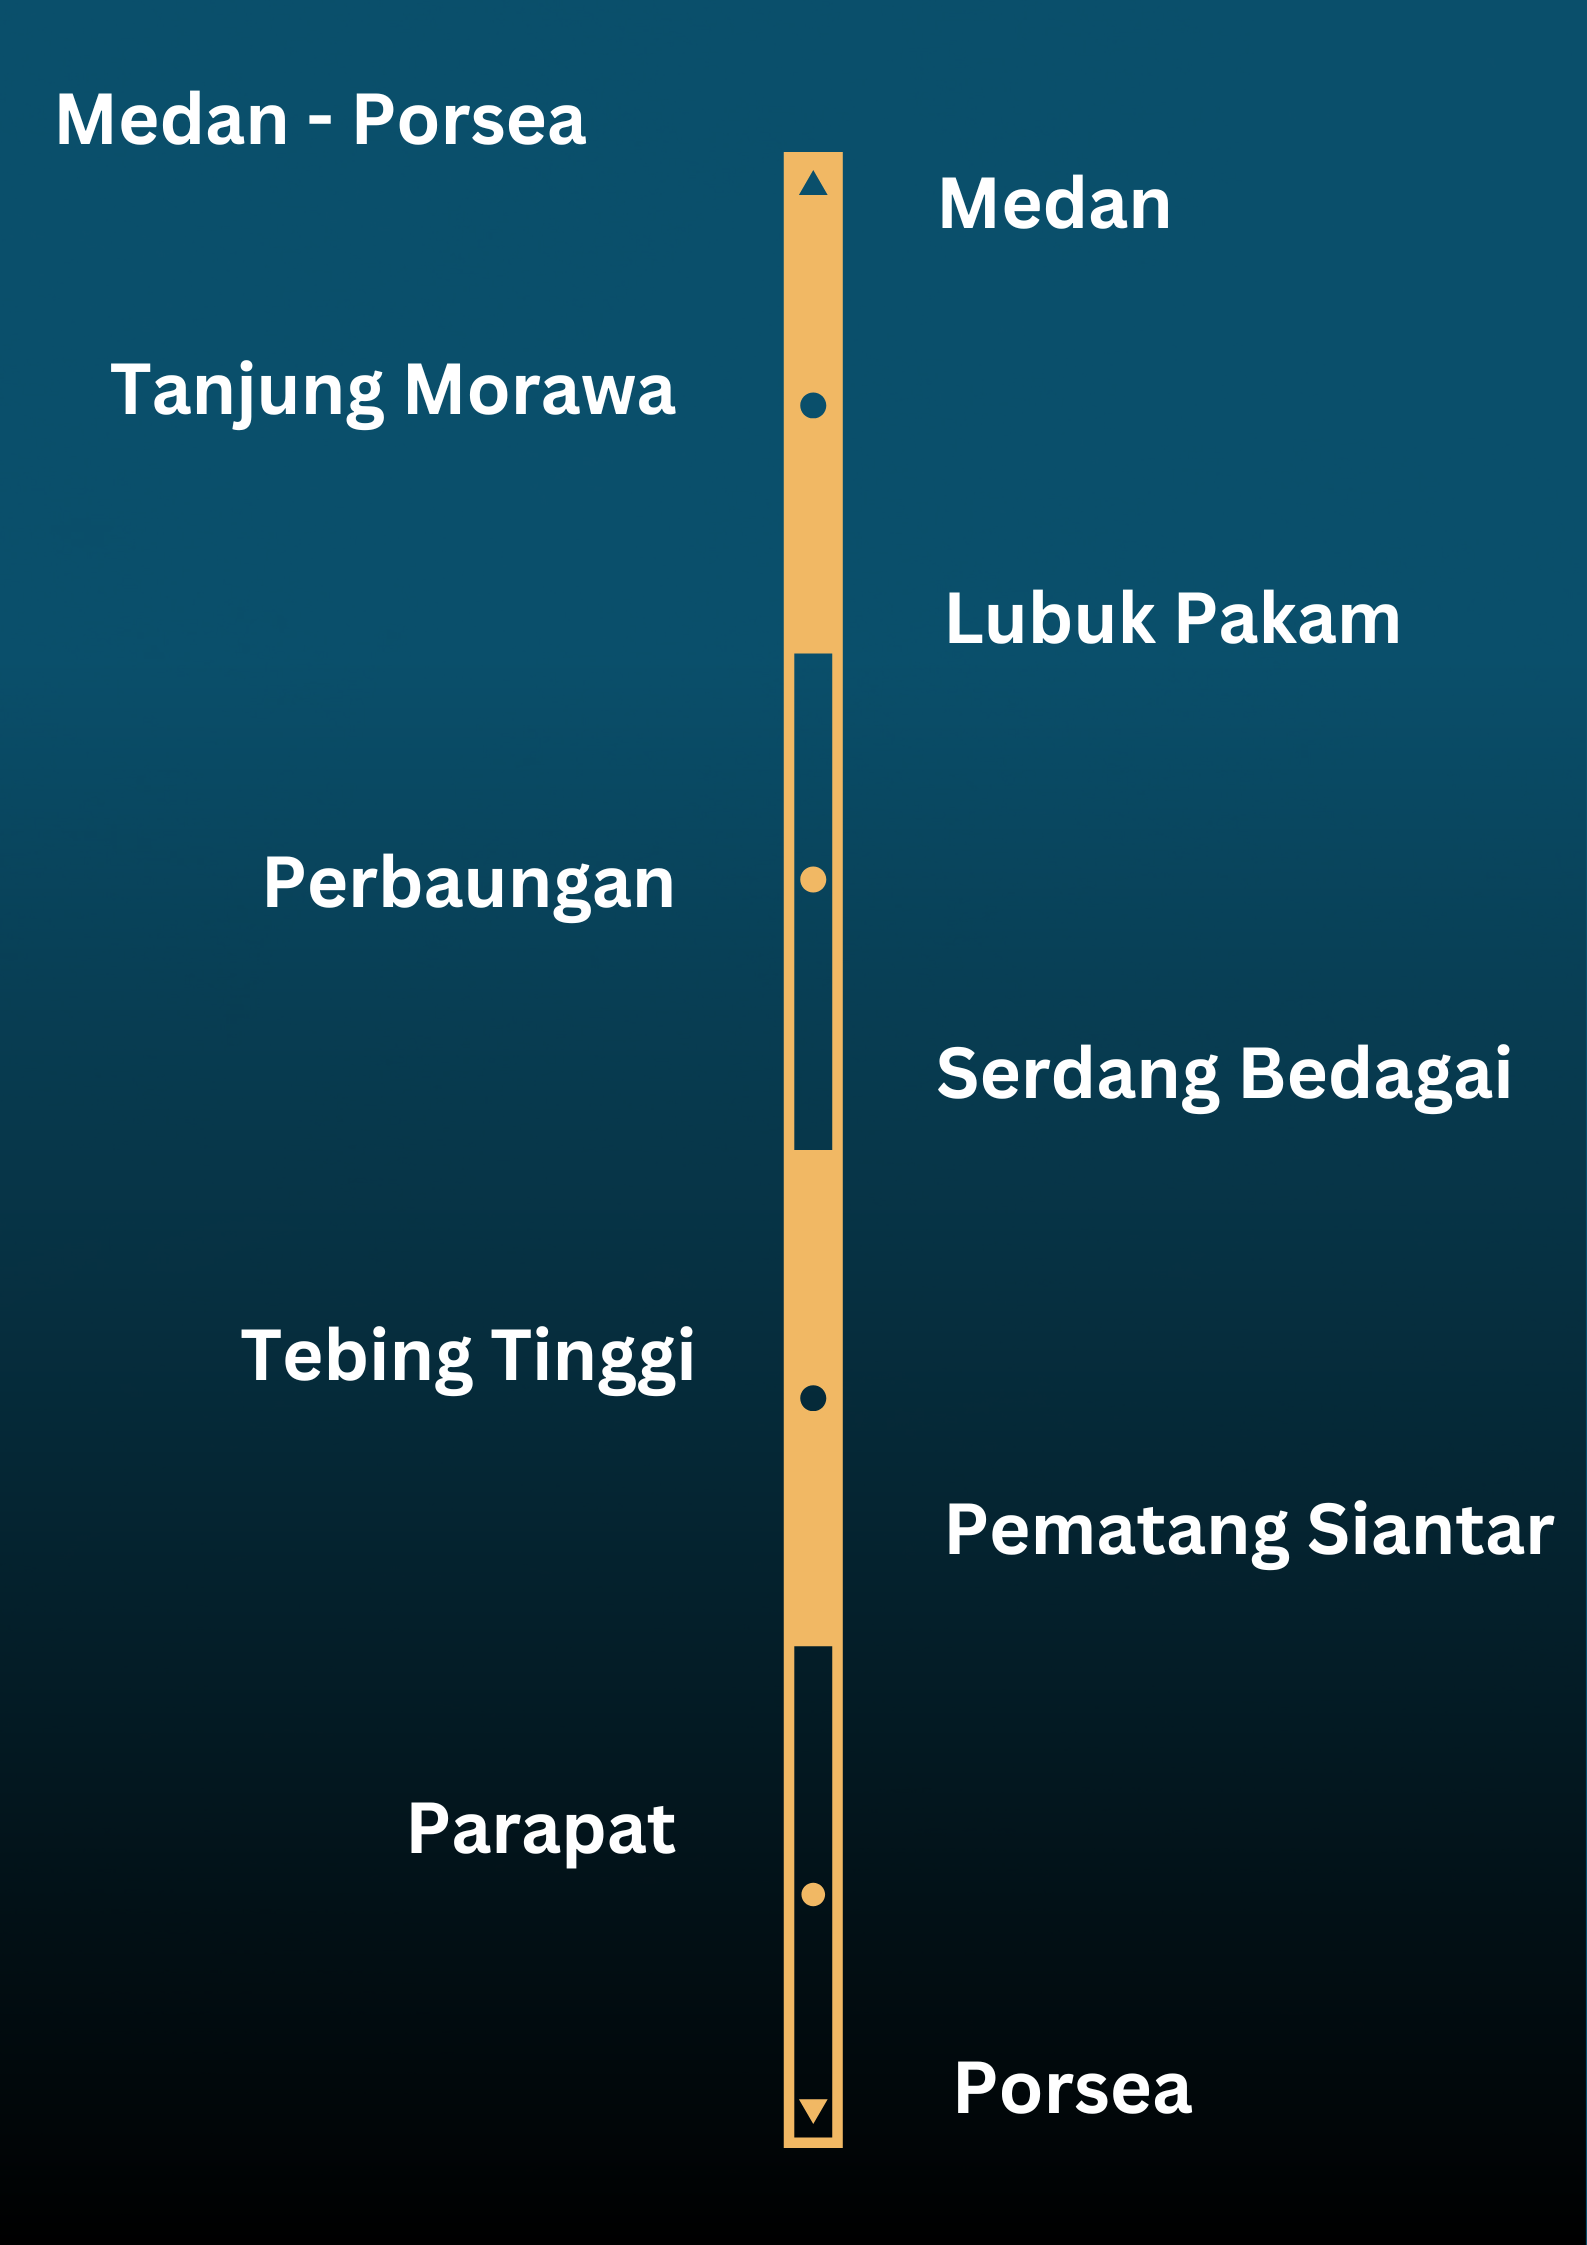 Medan - Porsea
Medan
Tanjung Morawa
Lubuk Pakam
Perbaungan
Serdang Bedagai
Tebing Tinggi
Pematang Siantar
Parapat
Porsea